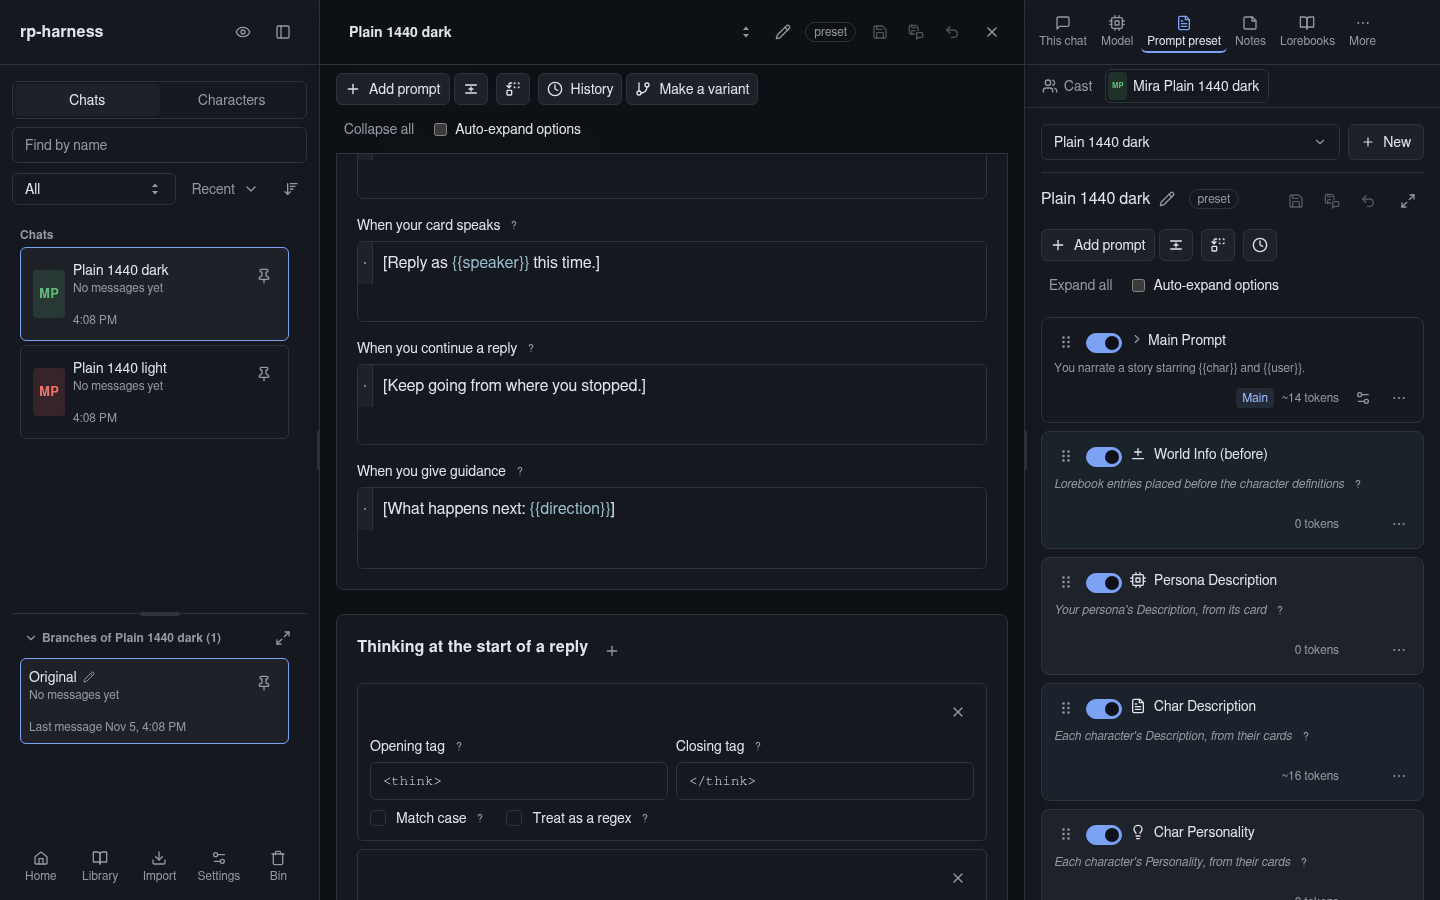 rp-harness
Chats
Characters
Find by name
All
Recent
Chats
MP
Plain 1440 dark
No messages yet
4:08 PM
MP
Plain 1440 light
No messages yet
4:08 PM
Branches of Plain 1440 dark (1)
Original
No messages yet
Last message Nov 5, 4:08 PM
Home
Library
Import
Settings
Bin
Plain 1440 dark
preset
Add prompt
History
Make a variant
Collapse all
Auto-expand options
When your card speaks ?
[Reply as {{speaker}} this time.]
When you continue a reply ?
[Keep going from where you stopped.]
When you give guidance ?
[What happens next: {{direction}}]
Thinking at the start of a reply
Opening tag ?
Closing tag ?
<think>
</think>
Match case ?
Treat as a regex ?
This chat
Model
Prompt preset
Notes
Lorebooks
More
Cast
MP
Mira Plain 1440 dark
Plain 1440 dark
New
Plain 1440 dark
preset
Add prompt
Expand all
Auto-expand options
Main Prompt
You narrate a story starring {{char}} and {{user}}.
Main
~14 tokens
World Info (before)
Lorebook entries placed before the character definitions ?
0 tokens
Persona Description
Your persona's Description, from its card ?
0 tokens
Char Description
Each character's Description, from their cards ?
~16 tokens
Char Personality
Each character's Personality, from their cards ?